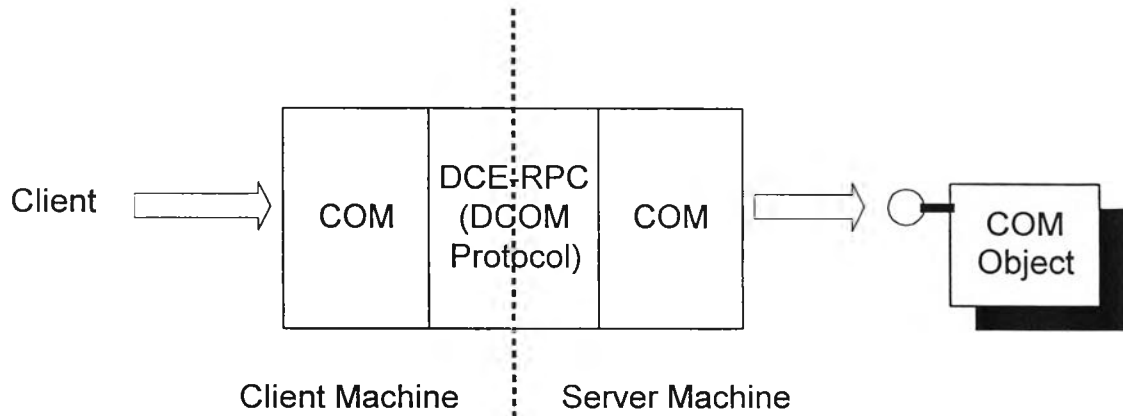 Client
COM
DCE-RPC
(DCOM
Protocol)
COM
COM
Object
Client Machine
Server Machine